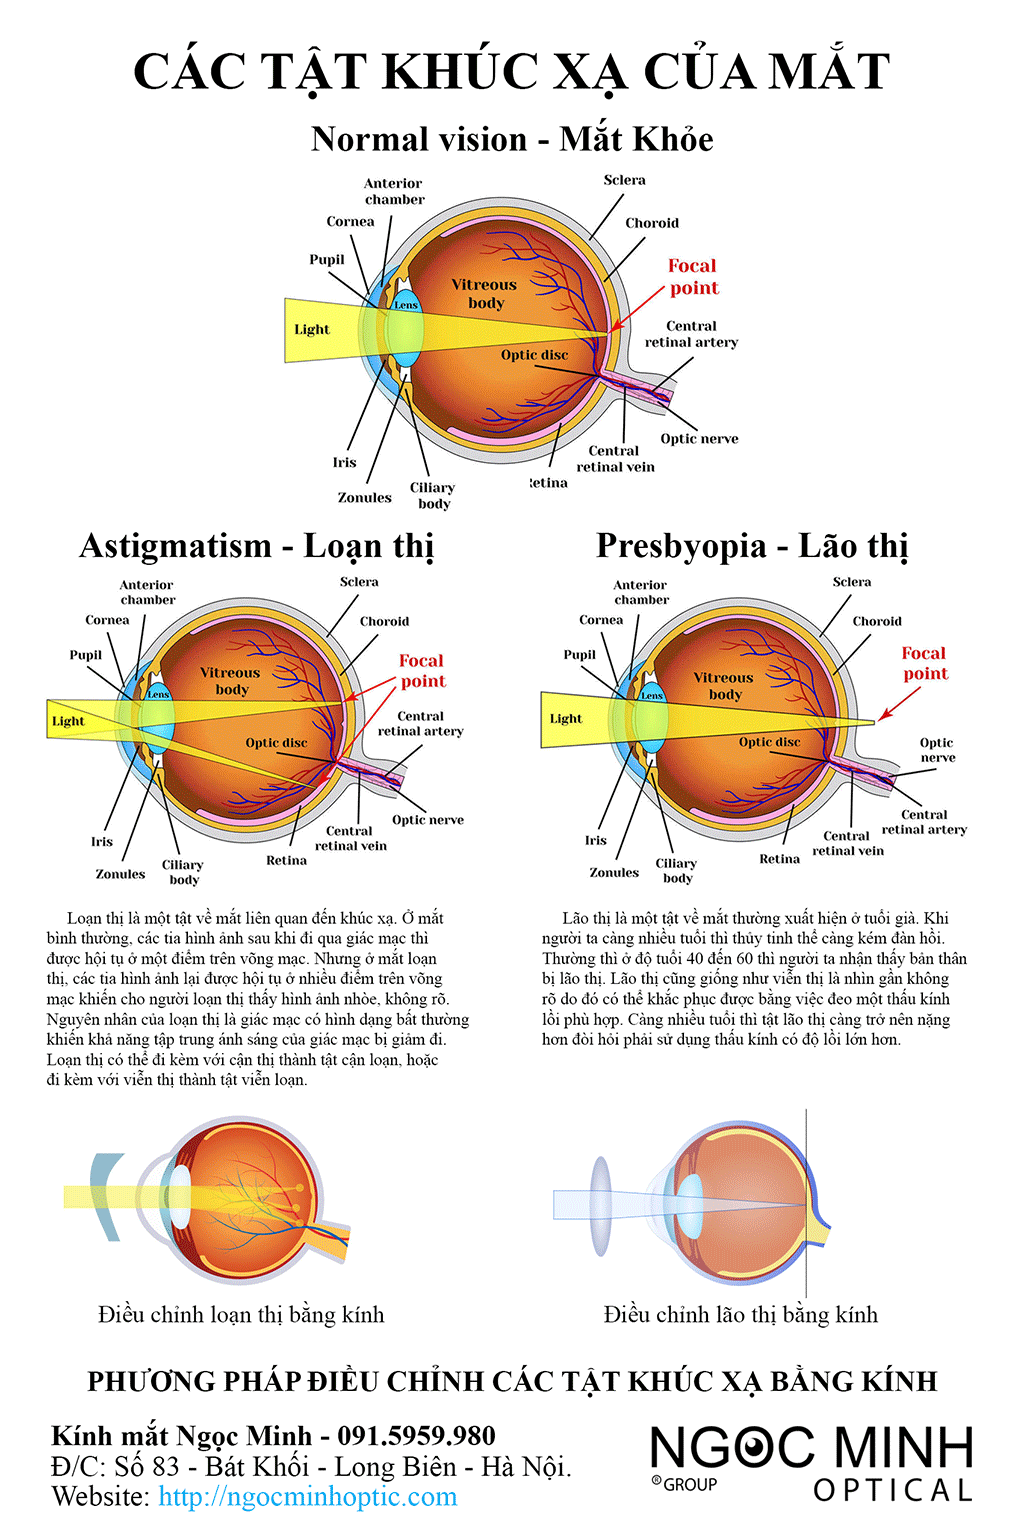 CÁC TẬT KHÚC XẠ CỦA MẮT
Normal vision - Mắt Khỏe
Anterior
chamber
Cornea
Pupil
Light
Lens
Vitreous
body
Optic disc
Sclera
Choroid
Focal
point
Central
retinal artery
Optic nerve
Central
retinal vein
Retina
Ciliary
body
Zonules
Iris
Astigmatism - Loạn thị
Anterior
chamber
Cornea
Pupil
Light
Lens
Vitreous
body
Optic disc
Sclera
Choroid
Focal
point
Central
retinal artery
Optic nerve
Central
retinal vein
Retina
Ciliary
body
Zonules
Iris
Presbyopia - Lão thị
Anterior
chamber
Cornea
Pupil
Light
Lens
Vitreous
body
Optic disc
Sclera
Choroid
Focal
point
Optic
nerve
Central
retinal artery
Central
retinal vein
Retina
Ciliary
body
Zonules
Iris
Loạn thị là một tật về mắt liên quan đến khúc xạ. Ở mắt
bình thường, các tia hình ảnh sau khi đi qua giác mạc thì
được hội tụ ở một điểm trên võng mạc. Nhưng ở mắt loạn
thị, các tia hình ảnh lại được hội tụ ở nhiều điểm trên võng
mạc khiến cho người loạn thị thấy hình ảnh nhòe, không rõ.
Nguyên nhân của loạn thị là giác mạc có hình dạng bất thường
khiến khả năng tập trung ánh sáng của giác mạc bị giảm đi.
Loạn thị có thể đi kèm với cận thị thành tật cận loạn, hoặc
đi kèm với viễn thị thành tật viễn loạn.
Lão thị là một tật về mắt thường xuất hiện ở tuổi già. Khi
người ta càng nhiều tuổi thì thủy tinh thể càng kém đàn hồi.
Thường thì ở độ tuổi 40 đến 60 thì người ta nhận thấy bản thân
bị lão thị. Lão thị cũng giống như viễn thị là nhìn gần không
rõ do đó có thể khắc phục được bằng việc đeo một thấu kính
lồi phù hợp. Càng nhiều tuổi thì tật lão thị càng trở nên nặng
hơn đòi hỏi phải sử dụng thấu kính có độ lồi lớn hơn.
Điều chỉnh loạn thị bằng kính
Điều chỉnh lão thị bằng kính
PHƯƠNG PHÁP ĐIỀU CHỈNH CÁC TẬT KHÚC XẠ BẰNG KÍNH
Kính mắt Ngọc Minh - 091.5959.980
Đ/C: Số 83 - Bát Khối - Long Biên - Hà Nội.
Website: http://ngocminhoptic.com
NGỌC MINH
®GROUP
OPTICAL